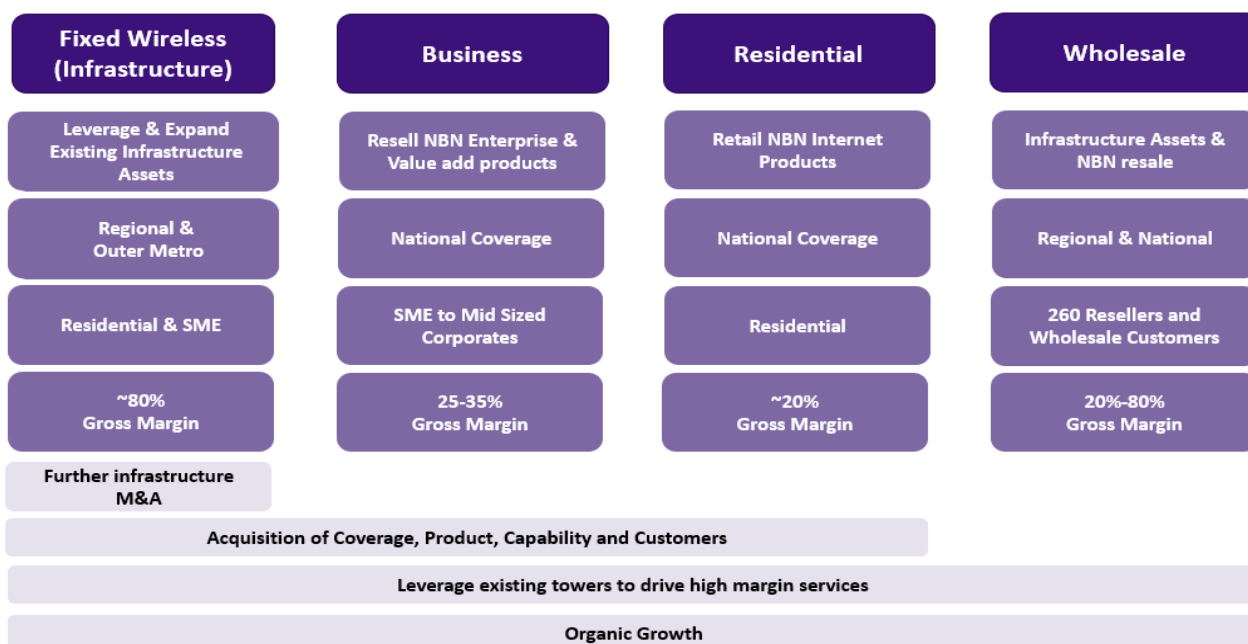 Fixed Wireless
(Infrastructure)
Business
Residential
Wholesale
Leverage & Expand
Existing Infrastructure
Assets
Resell NBN Enterprise &
Value add products
Retail NBN Internet
Products
Infrastructure Assets &
NBN resale
Regional &
Outer Metro
National Coverage
National Coverage
Regional & National
Residential & SME
SME to Mid Sized
Corporates
Residential
260 Resellers and
Wholesale Customers
~80%
Gross Margin
25-35%
Gross Margin
~20%
Gross Margin
20%-80%
Gross Margin
Further infrastructure
M&A
Acquisition of Coverage, Product, Capability and Customers
Leverage existing towers to drive high margin services
Organic Growth